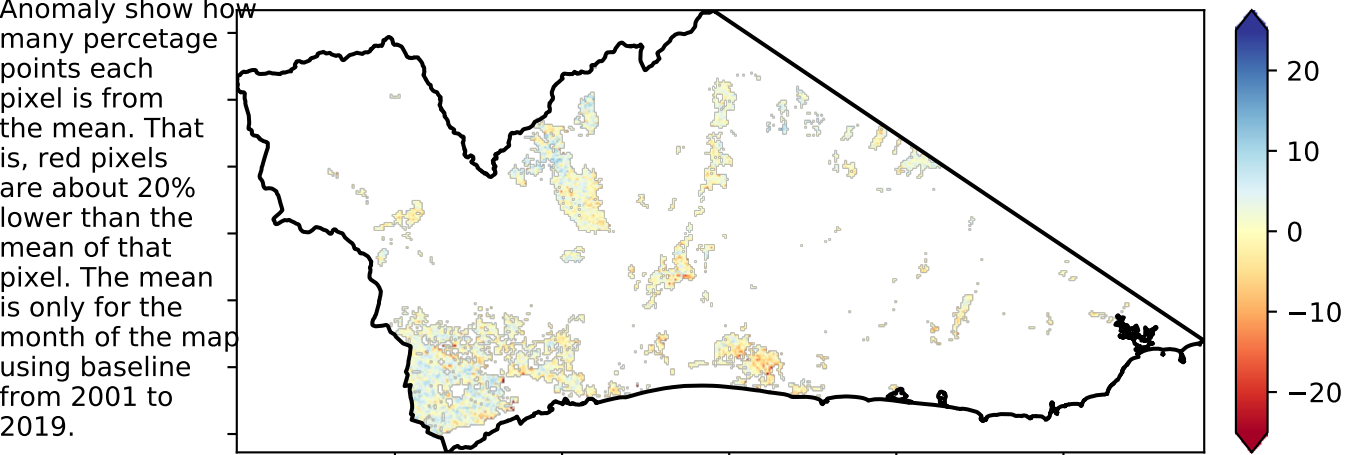 Anomaly show how
many percetage
points each
pixel is from
the mean. That
is, red pixels
are about 20%
lower than the
mean of that
pixel. The mean
is only for the
month of the map
using baseline
from 2001 to
2019.
20
10
0
−10
−20